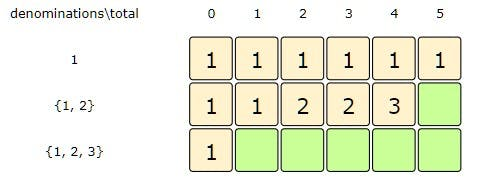 denominations\total 0 1 2 3 4 5
1 1 1 1 1 1 1
{1, 2} 1 1 2 2 3
{1, 2, 3} 1